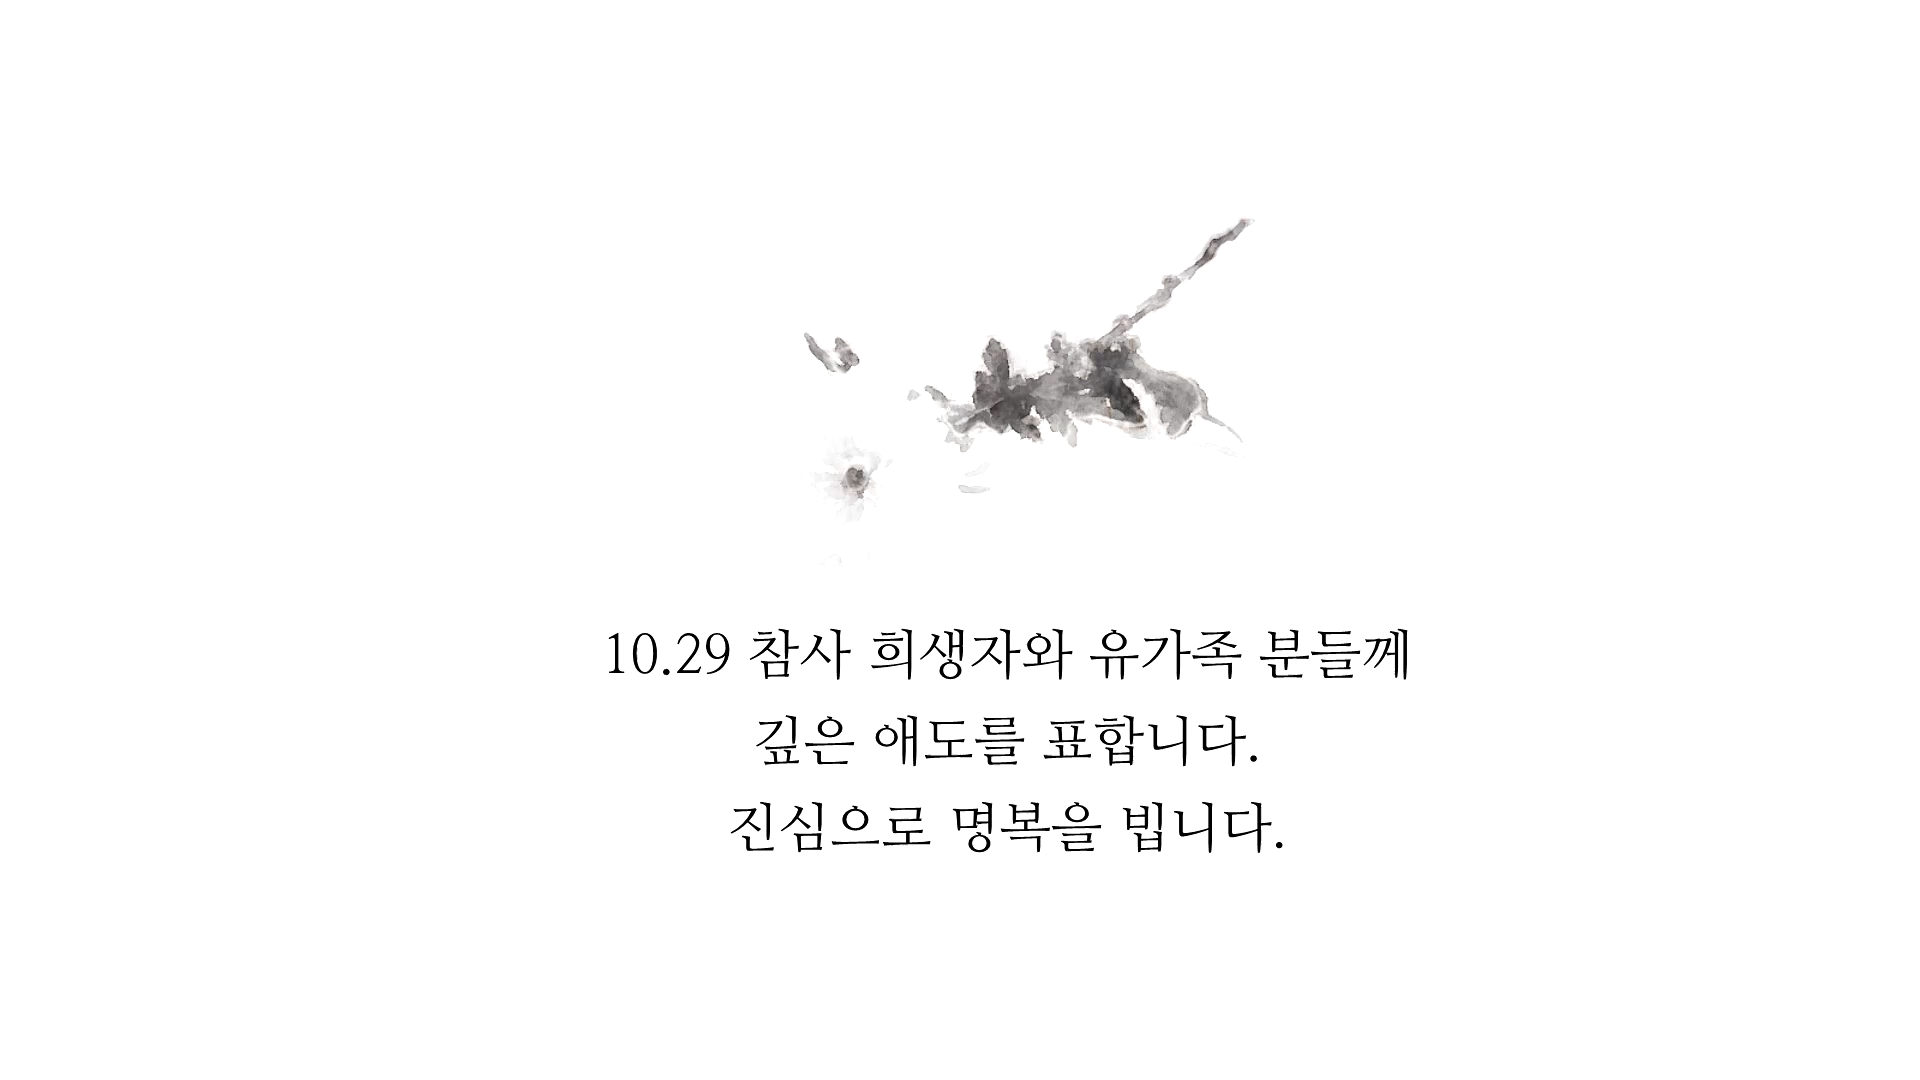 10.29 참사 희생자와 유가족 분들께
깊은 애도를 표합니다.
진심으로 명복을 빕니다.